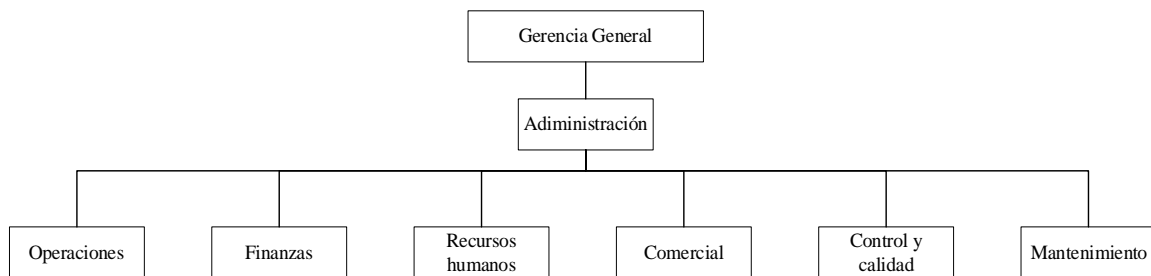 Gerencia General
Adiministración
Operaciones
Finanzas
Recursos
humanos
Comercial
Control y
calidad
Mantenimiento